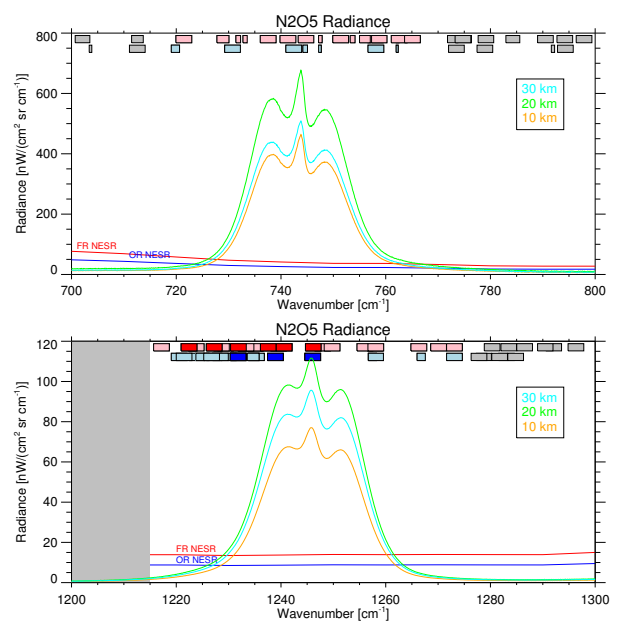 N2O5 Radiance
800
600
400
200
0
Radiance [nW/(cm² sr cm⁻¹)]
30 km
20 km
10 km
FR NESR
OR NESR
700 720 740 760 780 800
Wavenumber [cm⁻¹]
N2O5 Radiance
120
100
80
60
40
20
0
Radiance [nW/(cm² sr cm⁻¹)]
30 km
20 km
10 km
FR NESR
OR NESR
1200 1220 1240 1260 1280 1300
Wavenumber [cm⁻¹]